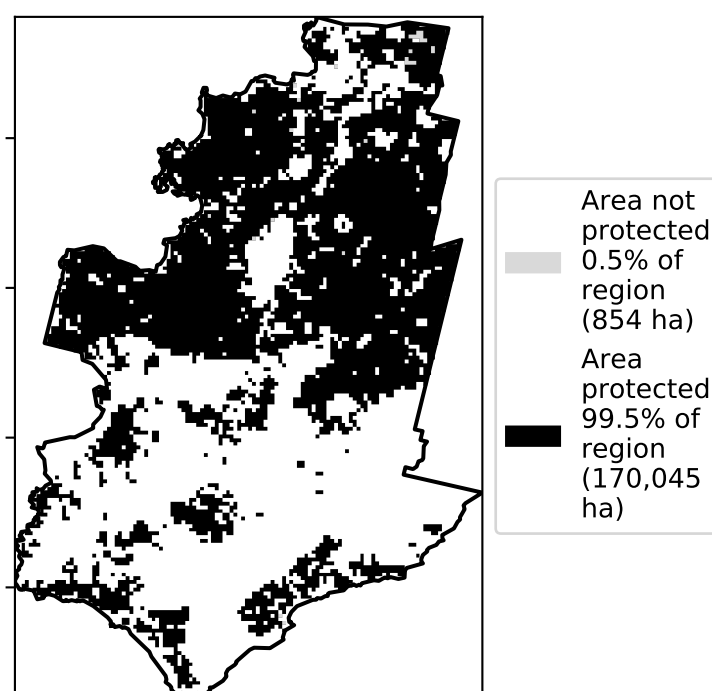 Area not
protected
0.5% of
region
(854 ha)
Area
protected
99.5% of
region
(170,045
ha)